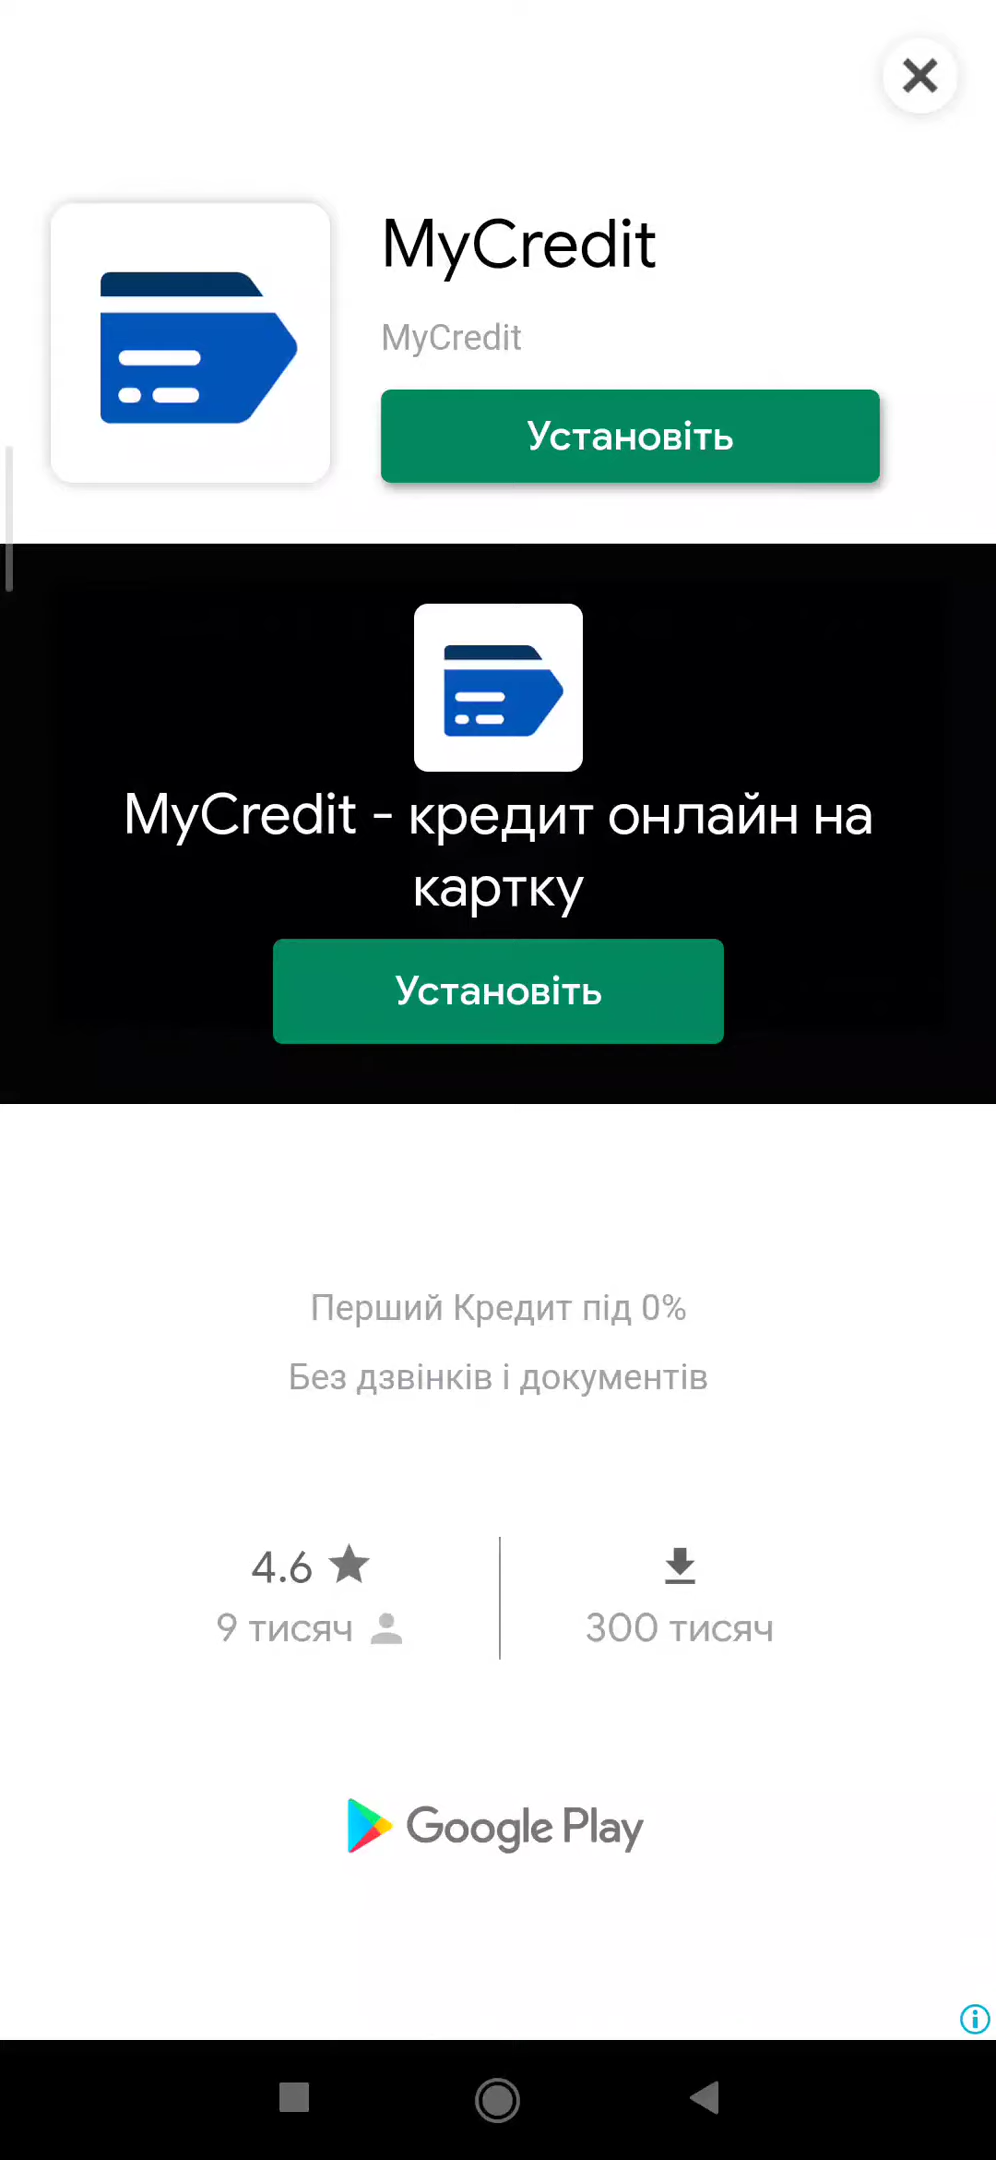 MyCredit
MyCredit
Установіть
MyCredit - кредит онлайн на
картку
Установіть
Перший Кредит під 0%
Без дзвінків і документів
4.6
9 тисяч
300 тисяч
Google Play